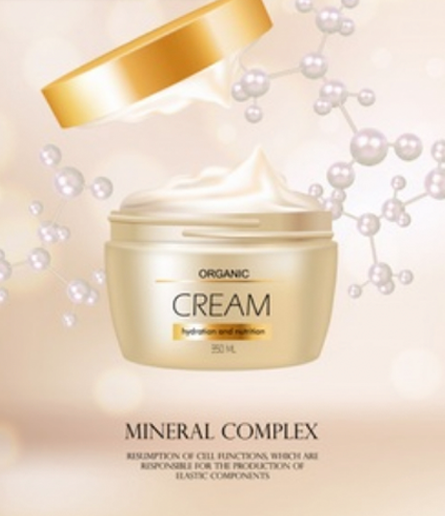 ORGANIC
CREAM
hydration and nutrition
350 ML
MINERAL COMPLEX
RESUMPTION OF CELL FUNCTIONS, WHICH ARE
RESPONSIBLE FOR THE PRODUCTION OF
ELASTIC COMPONENTS